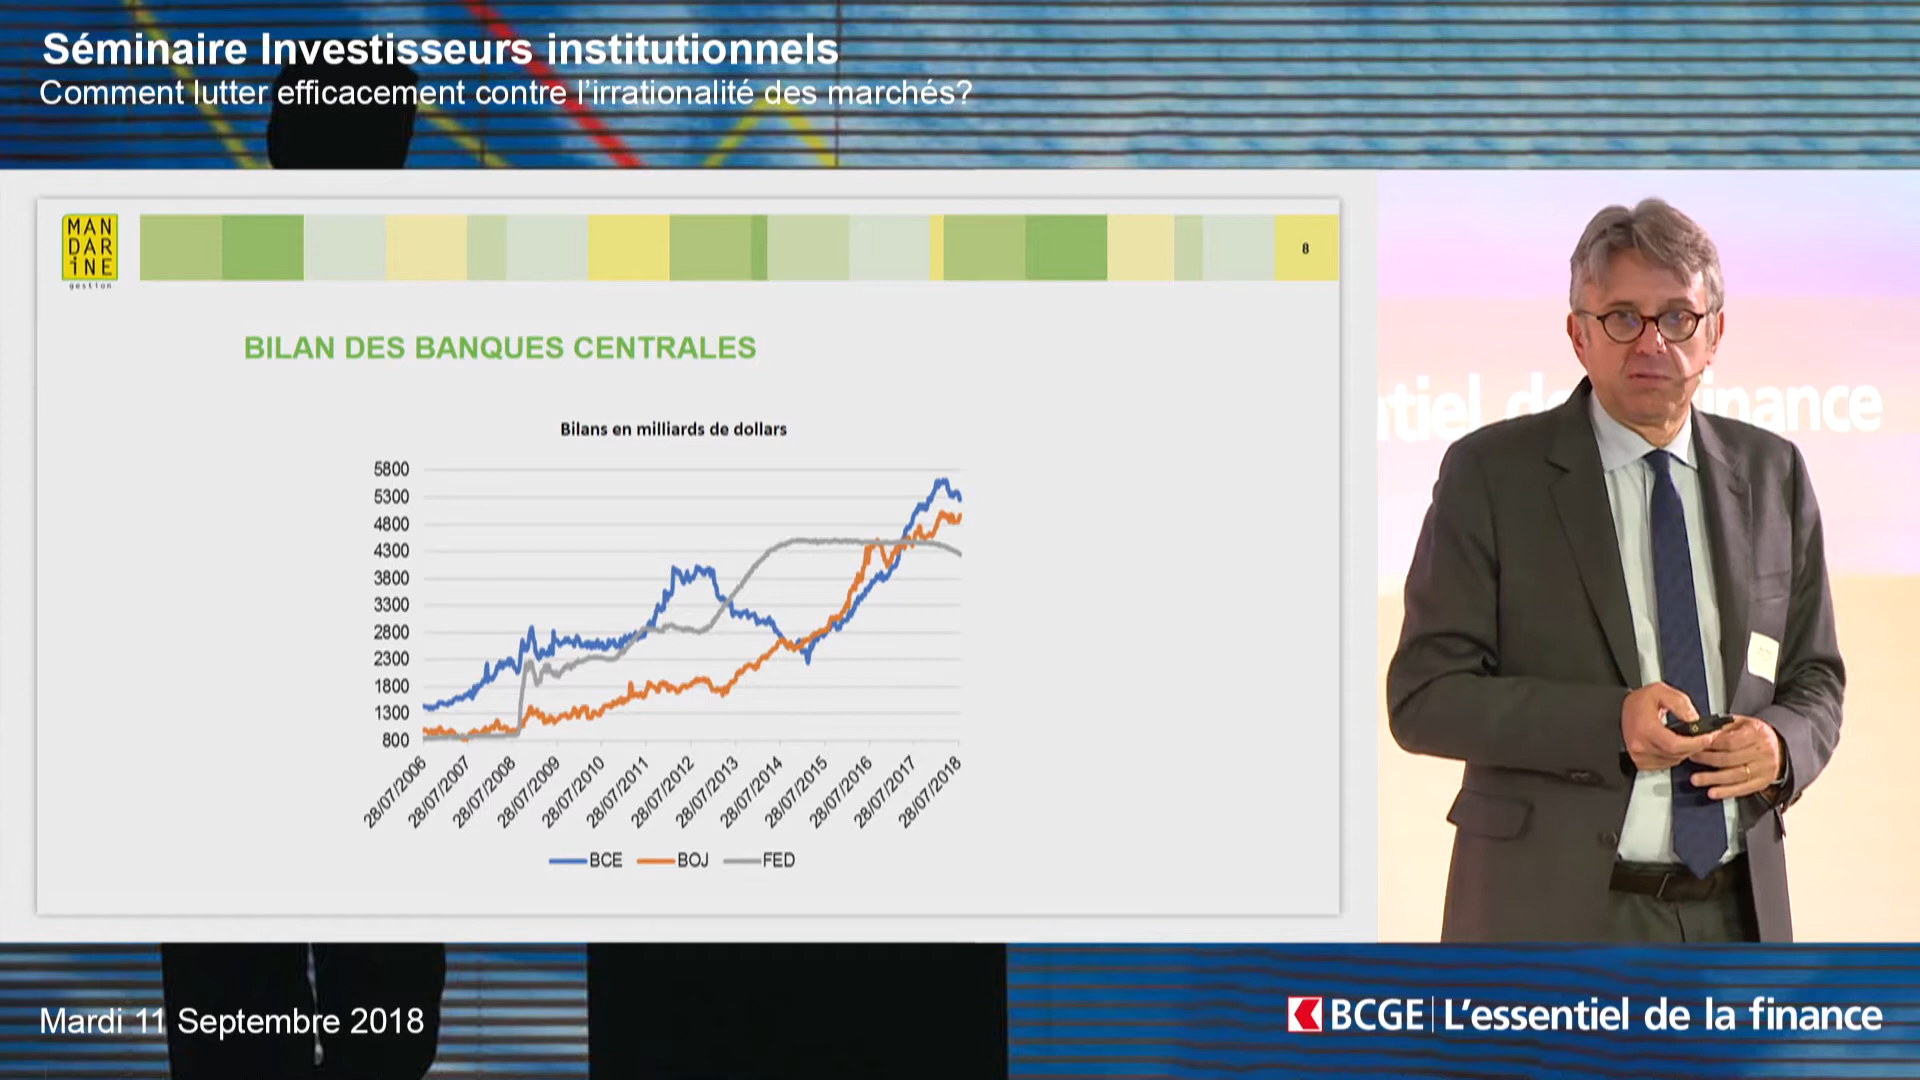 Séminaire Investisseurs institutionnels
Comment lutter efficacement contre l'irrationalité des marchés?
MAN
DAR
iNE
gestion
8
BILAN DES BANQUES CENTRALES
Bilans en milliards de dollars
5800
5300
4800
4300
3800
3300
2800
2300
1800
1300
800
28/07/2006
28/07/2007
28/07/2008
28/07/2009
28/07/2010
28/07/2011
28/07/2012
28/07/2013
28/07/2014
28/07/2015
28/07/2016
28/07/2017
28/07/2018
BCE BOJ FED
Mardi 11 Septembre 2018
BCGE L'essentiel de la finance